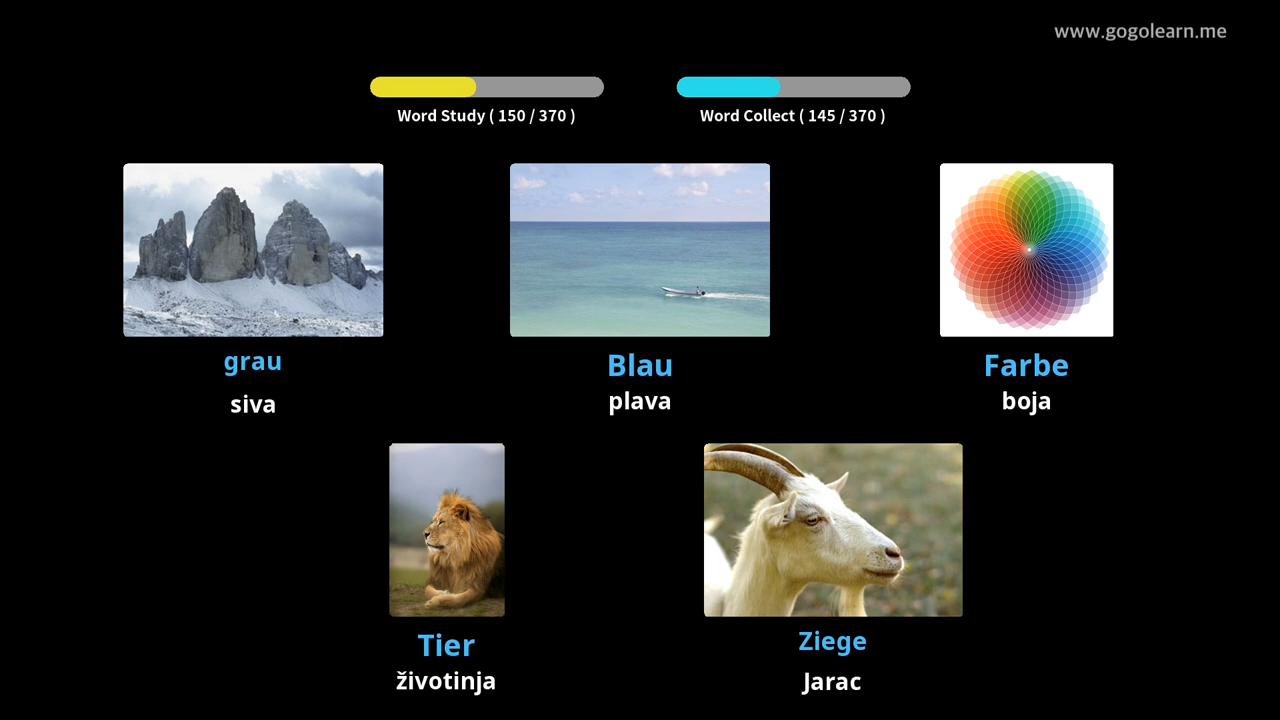 www.gogolearn.me
Word Study ( 150 / 370 )
Word Collect ( 145 / 370 )
grau
siva
Blau
plava
Farbe
boja
Tier
životinja
Ziege
Jarac